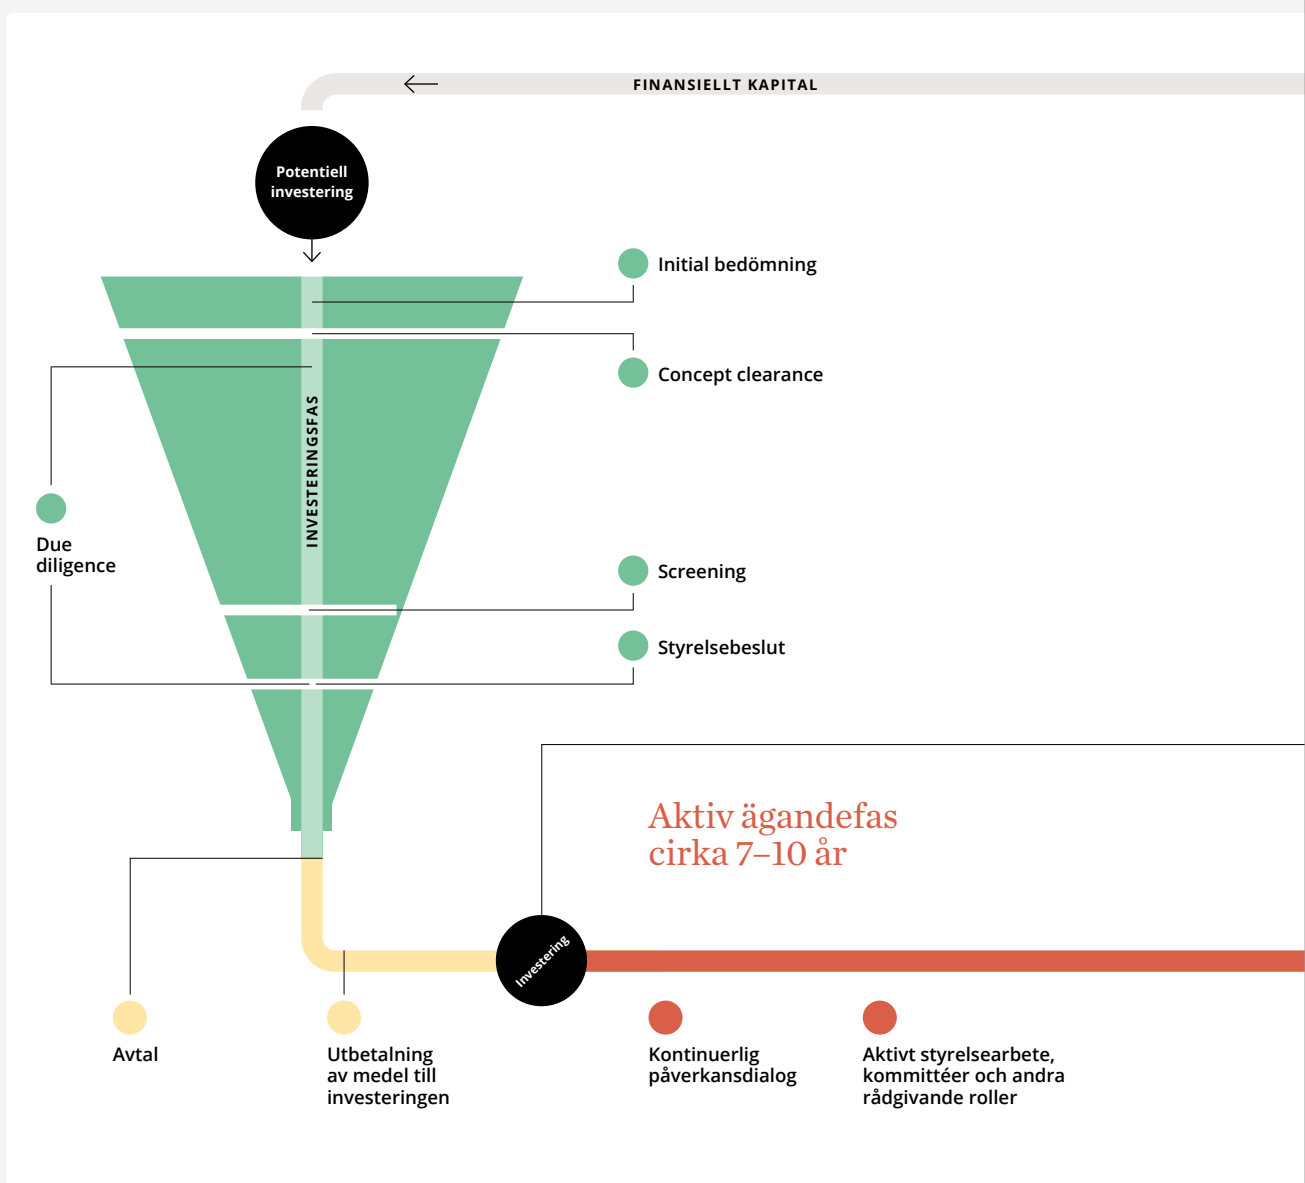 FINANSIELLT KAPITAL
Potentiell
investering
Initial bedömning
Concept clearance
INVESTERINGSFAS
Due
diligence
Screening
Styrelsebeslut
Aktiv ägandefas
cirka 7–10 år
Investering
Avtal
Utbetalning
av medel till
investeringen
Kontinuerlig
påverkansdialog
Aktivt styrelsearbete,
kommittéer och andra
rådgivande roller